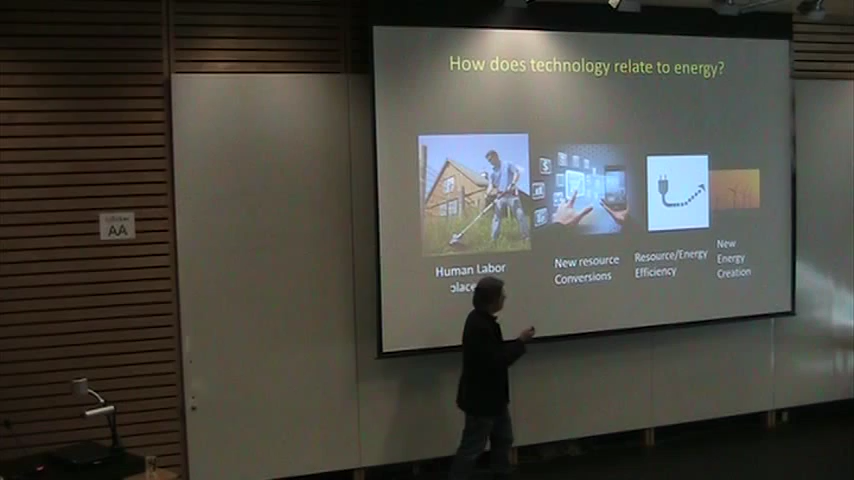 How does technology relate to energy?
Human Labor
New resource
Conversions
Resource/Energy
Efficiency
New
Energy
Creation
AA